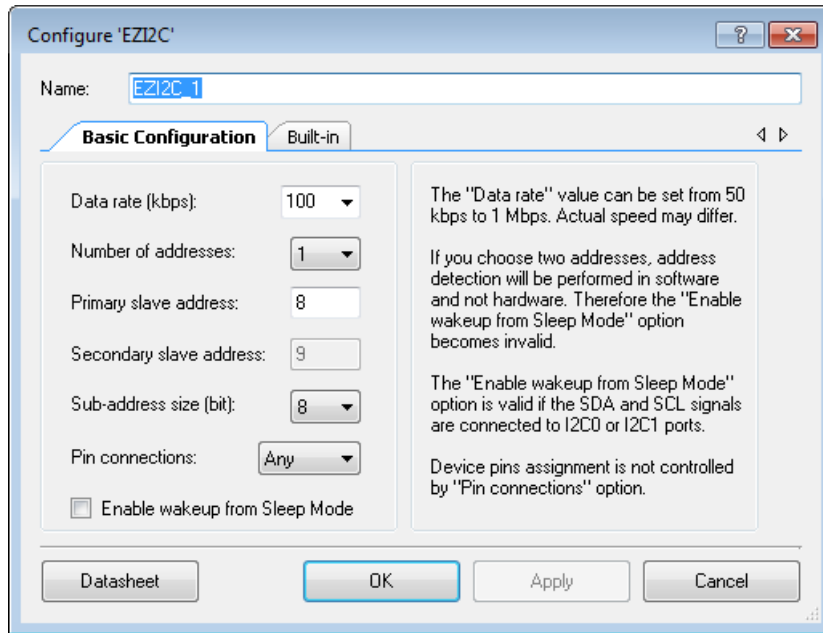 Configure 'EZI2C'
Name: EZI2C_1
Basic Configuration Built-in
Data rate (kbps): 100
Number of addresses: 1
Primary slave address: 8
Secondary slave address: 9
Sub-address size (bit): 8
Pin connections: Any
Enable wakeup from Sleep Mode
The "Data rate" value can be set from 50
kbps to 1 Mbps. Actual speed may differ.
If you choose two addresses, address
detection will be performed in software
and not hardware. Therefore the "Enable
wakeup from Sleep Mode" option
becomes invalid.
The "Enable wakeup from Sleep Mode"
option is valid if the SDA and SCL signals
are connected to I2C0 or I2C1 ports.
Device pins assignment is not controlled
by "Pin connections" option.
Datasheet OK Apply Cancel